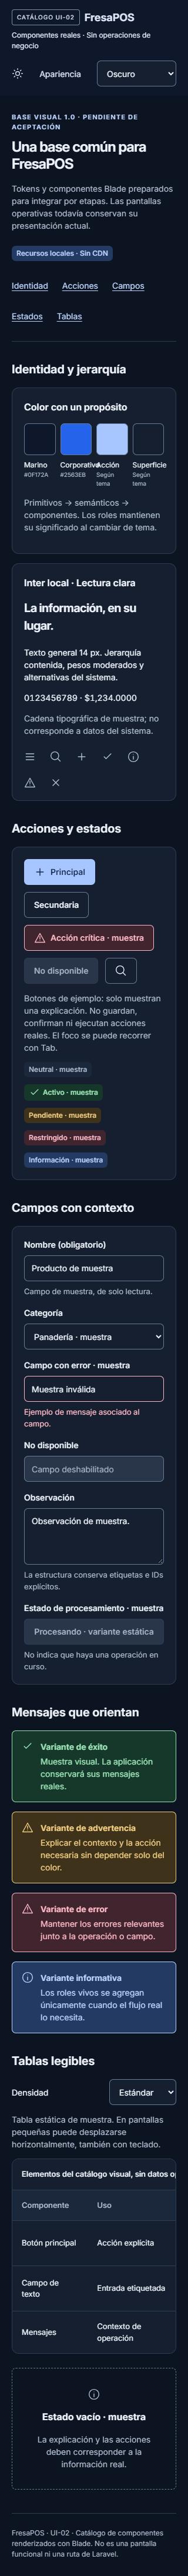 CATÁLOGO UI-02 FresaPOS
Componentes reales · Sin operaciones de
negocio
Apariencia
Oscuro
BASE VISUAL 1.0 · PENDIENTE DE
ACEPTACIÓN
Una base común para
FresaPOS
Tokens y componentes Blade preparados
para integrar por etapas. Las pantallas
operativas todavía conservan su
presentación actual.
Recursos locales · Sin CDN
Identidad Acciones Campos
Estados Tablas
Identidad y jerarquía
Color con un propósito
Marino Corporativo Acción Superficie
#0F172A #2563EB Según Según
tema tema
Primitivos → semánticos →
componentes. Los roles mantienen
su significado al cambiar de tema.
Inter local · Lectura clara
La información, en su
lugar.
Texto general 14 px. Jerarquía
contenida, pesos moderados y
alternativas del sistema.
0123456789 · $1,234.0000
Cadena tipográfica de muestra; no
corresponde a datos del sistema.
Acciones y estados
Principal
Secundaria
Acción crítica · muestra
No disponible
Botones de ejemplo: solo muestran
una explicación. No guardan,
confirman ni ejecutan acciones
reales. El foco se puede recorrer
con Tab.
Neutral · muestra
Activo · muestra
Pendiente · muestra
Restringido · muestra
Información · muestra
Campos con contexto
Nombre (obligatorio)
Producto de muestra
Campo de muestra, de solo lectura.
Categoría
Panadería · muestra
Campo con error · muestra
Muestra inválida
Ejemplo de mensaje asociado al
campo.
No disponible
Campo deshabilitado
Observación
Observación de muestra.
La estructura conserva etiquetas e IDs
explícitos.
Estado de procesamiento · muestra
Procesando · variante estática
No indica que haya una operación en
curso.
Mensajes que orientan
Variante de éxito
Muestra visual. La aplicación
conservará sus mensajes
reales.
Variante de advertencia
Explicar el contexto y la acción
necesaria sin depender solo del
color.
Variante de error
Mantener los errores relevantes
junto a la operación o campo.
Variante informativa
Los roles vivos se agregan
únicamente cuando el flujo real
lo necesita.
Tablas legibles
Densidad
Estándar
Tabla estática de muestra. En pantallas
pequeñas puede desplazarse
horizontalmente, también con teclado.
Elementos del catálogo visual, sin datos op
Componente Uso
Botón principal Acción explícita
Campo de
texto Entrada etiquetada
Mensajes Contexto de
operación
Estado vacío · muestra
La explicación y las acciones
deben corresponder a la
información real.
FresaPOS · UI-02 · Catálogo de componentes
renderizados con Blade. No es una pantalla
funcional ni una ruta de Laravel.